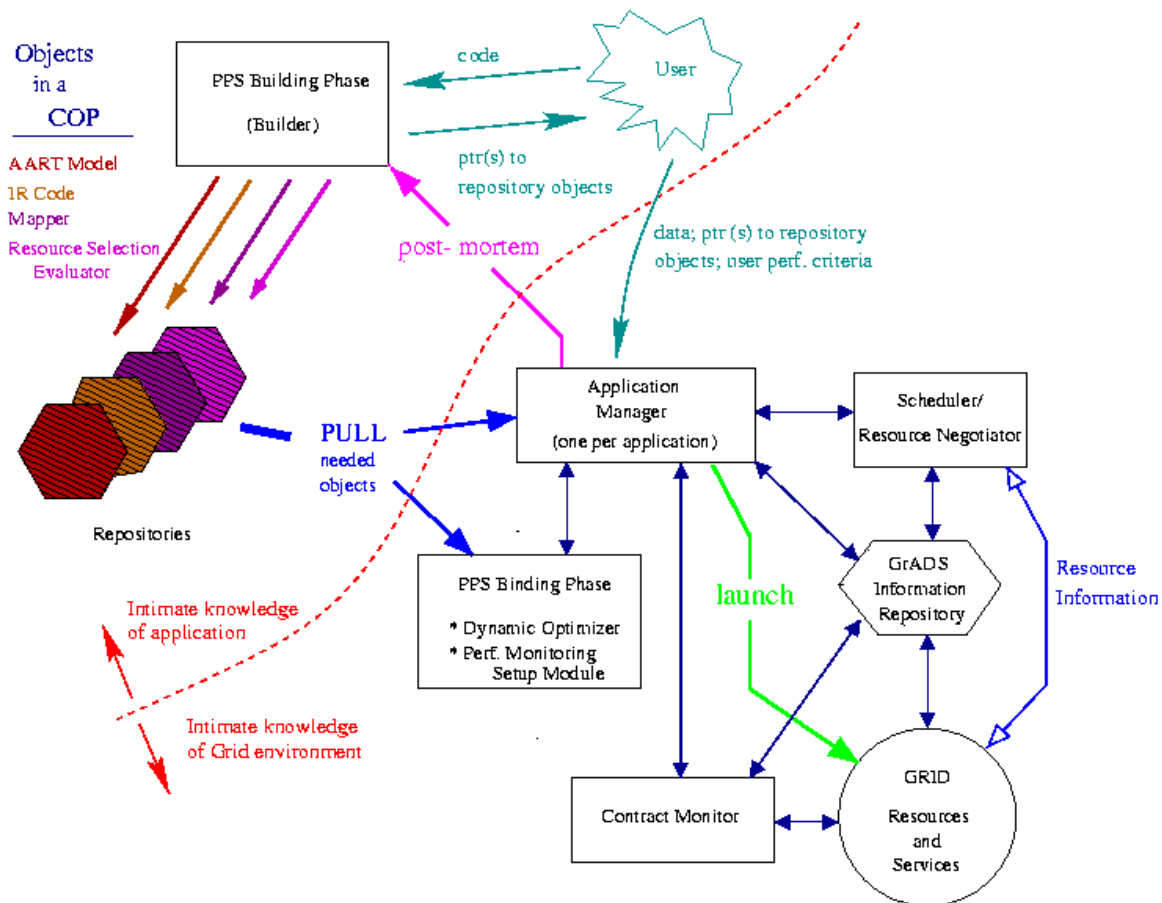 Objects
in a
COP
AART Model
IR Code
Mapper
Resource Selection
Evaluator
PPS Building Phase
(Builder)
code
User
ptr(s) to
repository objects
post- mortem
data; ptr (s) to repository
objects; user perf. criteria
Repositories
PULL
needed
objects
Application
Manager
(one per application)
Scheduler/
Resource Negotiator
PPS Binding Phase
* Dynamic Optimizer
* Perf. Monitoring
Setup Module
launch
GrADS
Information
Repository
Resource
Information
Intimate knowledge
of application
Intimate knowledge
of Grid environment
Contract Monitor
GRID
Resources
and
Services